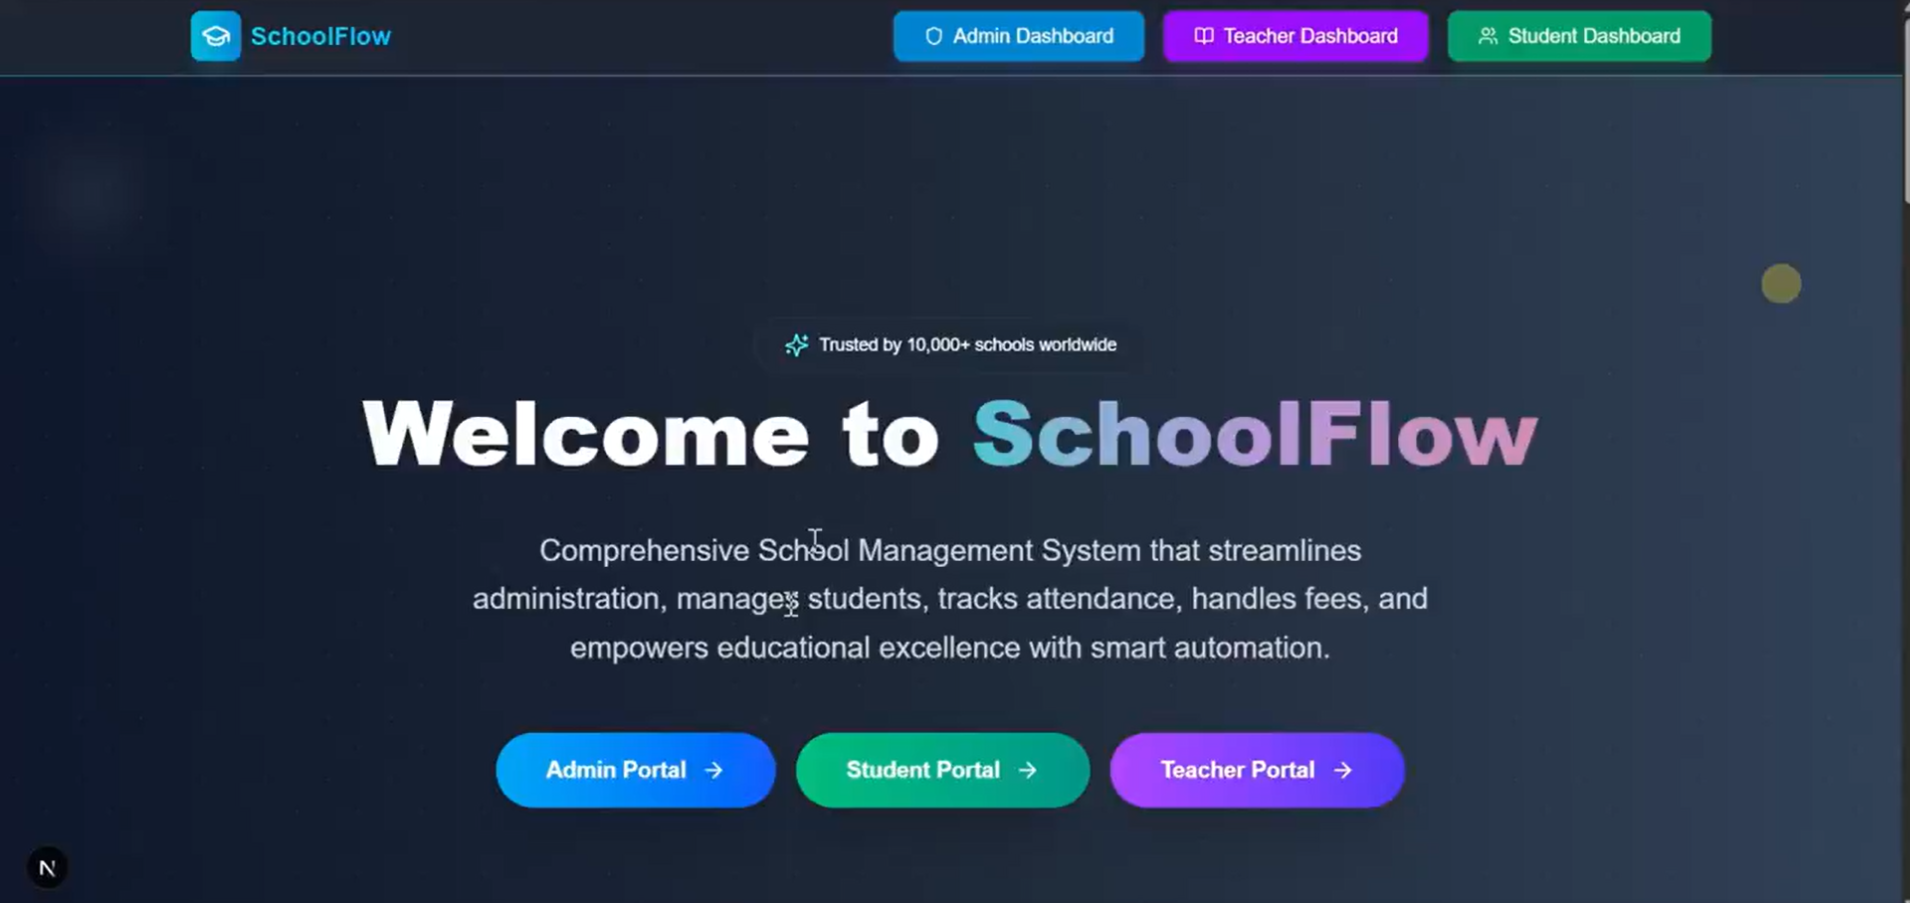 SchoolFlow
Admin Dashboard
Teacher Dashboard
Student Dashboard
Trusted by 10,000+ schools worldwide
Welcome to SchoolFlow
Comprehensive School Management System that streamlines
administration, manages students, tracks attendance, handles fees, and
empowers educational excellence with smart automation.
Admin Portal →
Student Portal →
Teacher Portal →
N